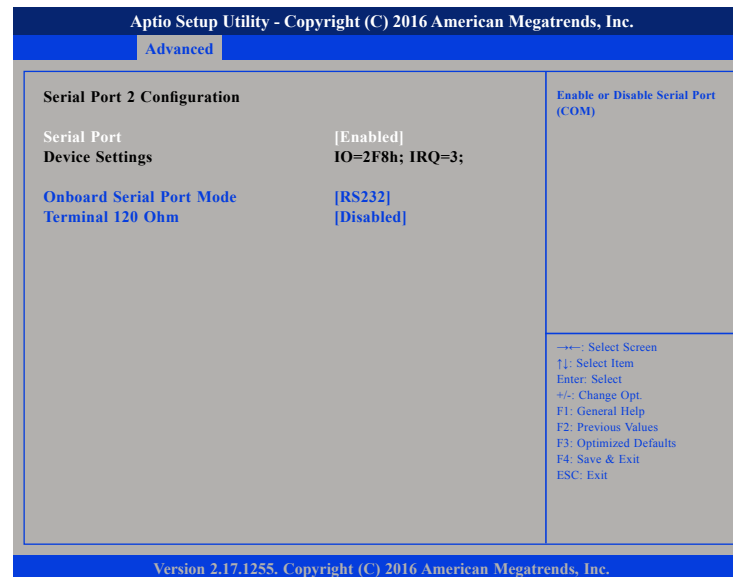 Aptio Setup Utility - Copyright (C) 2016 American Megatrends, Inc.
Advanced
Serial Port 2 Configuration
Serial Port [Enabled]
Device Settings IO=2F8h; IRQ=3;
Onboard Serial Port Mode [RS232]
Terminal 120 Ohm [Disabled]
Enable or Disable Serial Port
(COM)
→←: Select Screen
↑↓: Select Item
Enter: Select
+/-: Change Opt.
F1: General Help
F2: Previous Values
F3: Optimized Defaults
F4: Save & Exit
ESC: Exit
Version 2.17.1255. Copyright (C) 2016 American Megatrends, Inc.